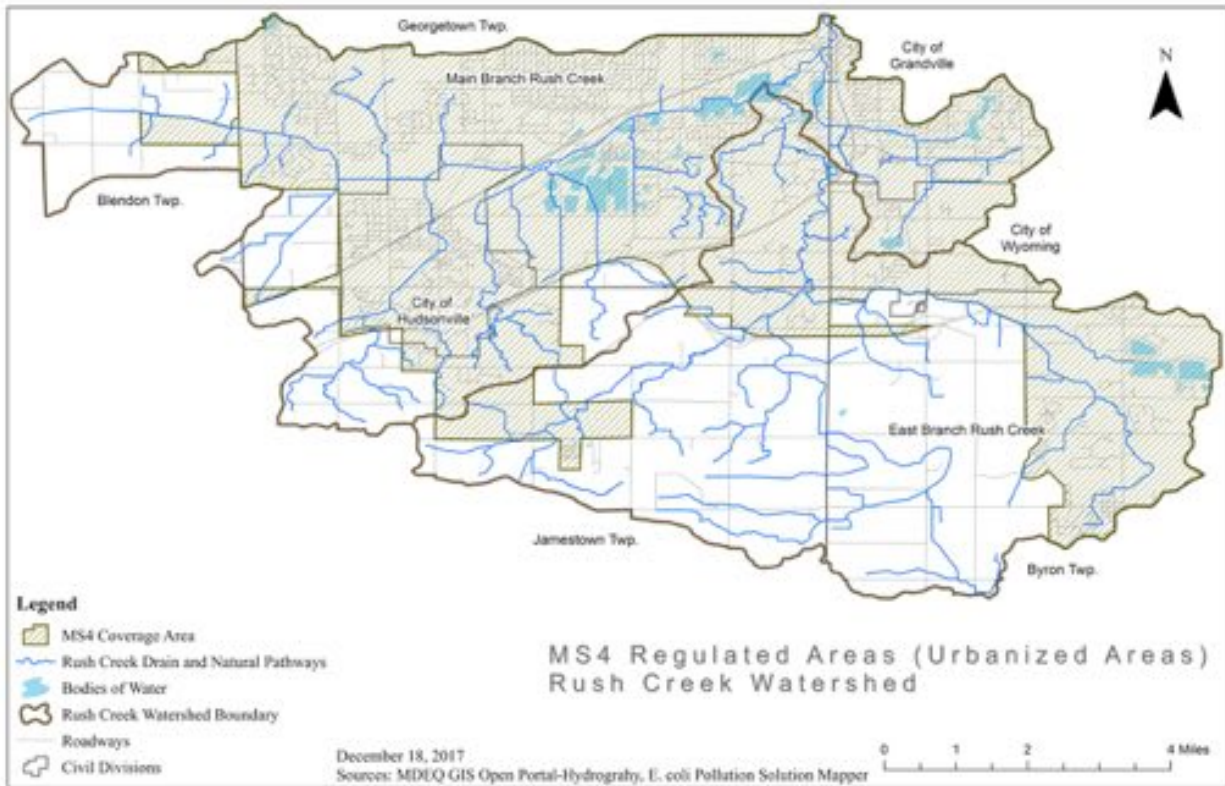 Georgetown Twp.
City of
Grandville
N
Main Branch Rush Creek
Blendon Twp.
City of
Wyoming
City of
Hudsonville
East Branch Rush Creek
Jamestown Twp.
Byron Twp.
Legend
MS4 Coverage Area
Rush Creek Drain and Natural Pathways
Bodies of Water
Rush Creek Watershed Boundary
Roadways
Civil Divisions
MS4 Regulated Areas (Urbanized Areas)
Rush Creek Watershed
December 18, 2017
Sources: MDEQ GIS Open Portal-Hydrograhy, E. coli Pollution Solution Mapper
0 1 2 4 Miles